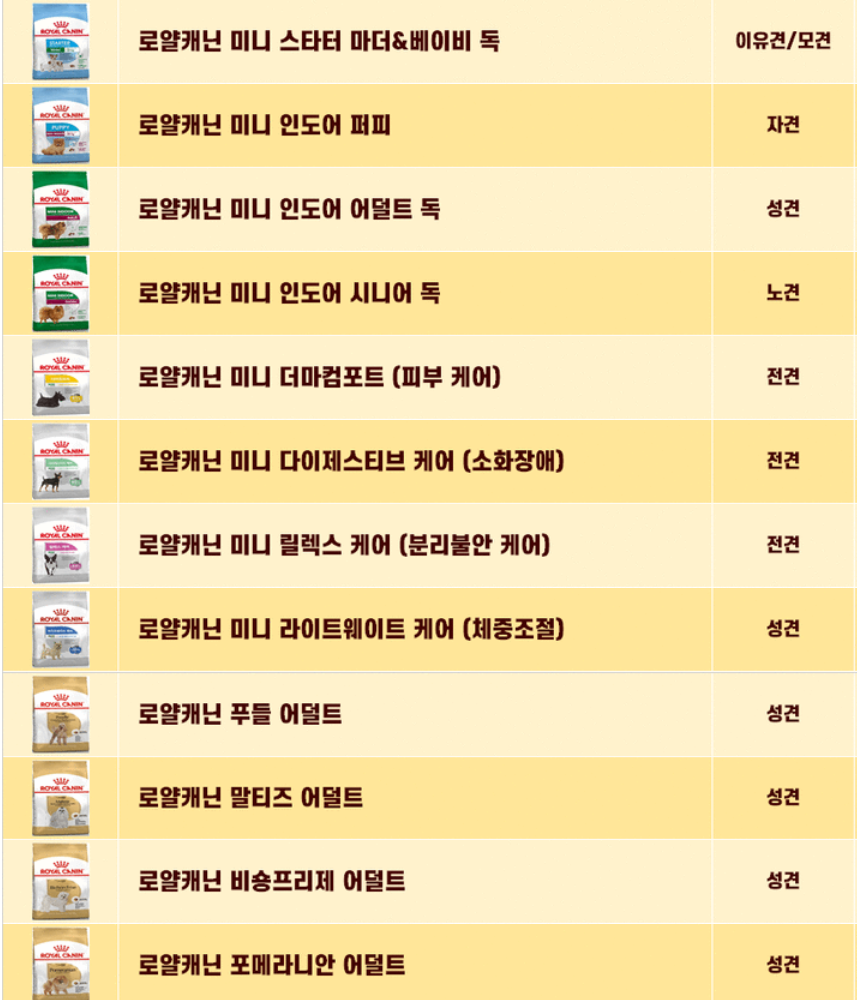 ROYAL CANIN
STARTER
로얄캐닌 미니 스타터 마더&베이비 독
이유견/모견
ROYAL CANIN
PUPPY
로얄캐닌 미니 인도어 퍼피
자견
ROYAL CANIN
로얄캐닌 미니 인도어 어덜트 독
성견
ROYAL CANIN
로얄캐닌 미니 인도어 시니어 독
노견
ROYAL CANIN
로얄캐닌 미니 더마컴포트 (피부 케어)
전견
ROYAL CANIN
로얄캐닌 미니 다이제스티브 케어 (소화장애)
전견
ROYAL CANIN
로얄캐닌 미니 릴렉스 케어 (분리불안 케어)
전견
ROYAL CANIN
로얄캐닌 미니 라이트웨이트 케어 (체중조절)
성견
ROYAL CANIN
로얄캐닌 푸들 어덜트
성견
ROYAL CANIN
로얄캐닌 말티즈 어덜트
성견
ROYAL CANIN
로얄캐닌 비숑프리제 어덜트
성견
ROYAL CANIN
로얄캐닌 포메라니안 어덜트
성견